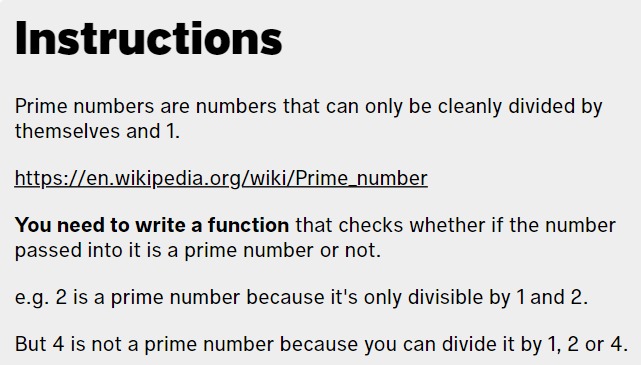 Instructions
Prime numbers are numbers that can only be cleanly divided by
themselves and 1.
https://en.wikipedia.org/wiki/Prime_number
You need to write a function that checks whether if the number
passed into it is a prime number or not.
e.g. 2 is a prime number because it's only divisible by 1 and 2.
But 4 is not a prime number because you can divide it by 1, 2 or 4.